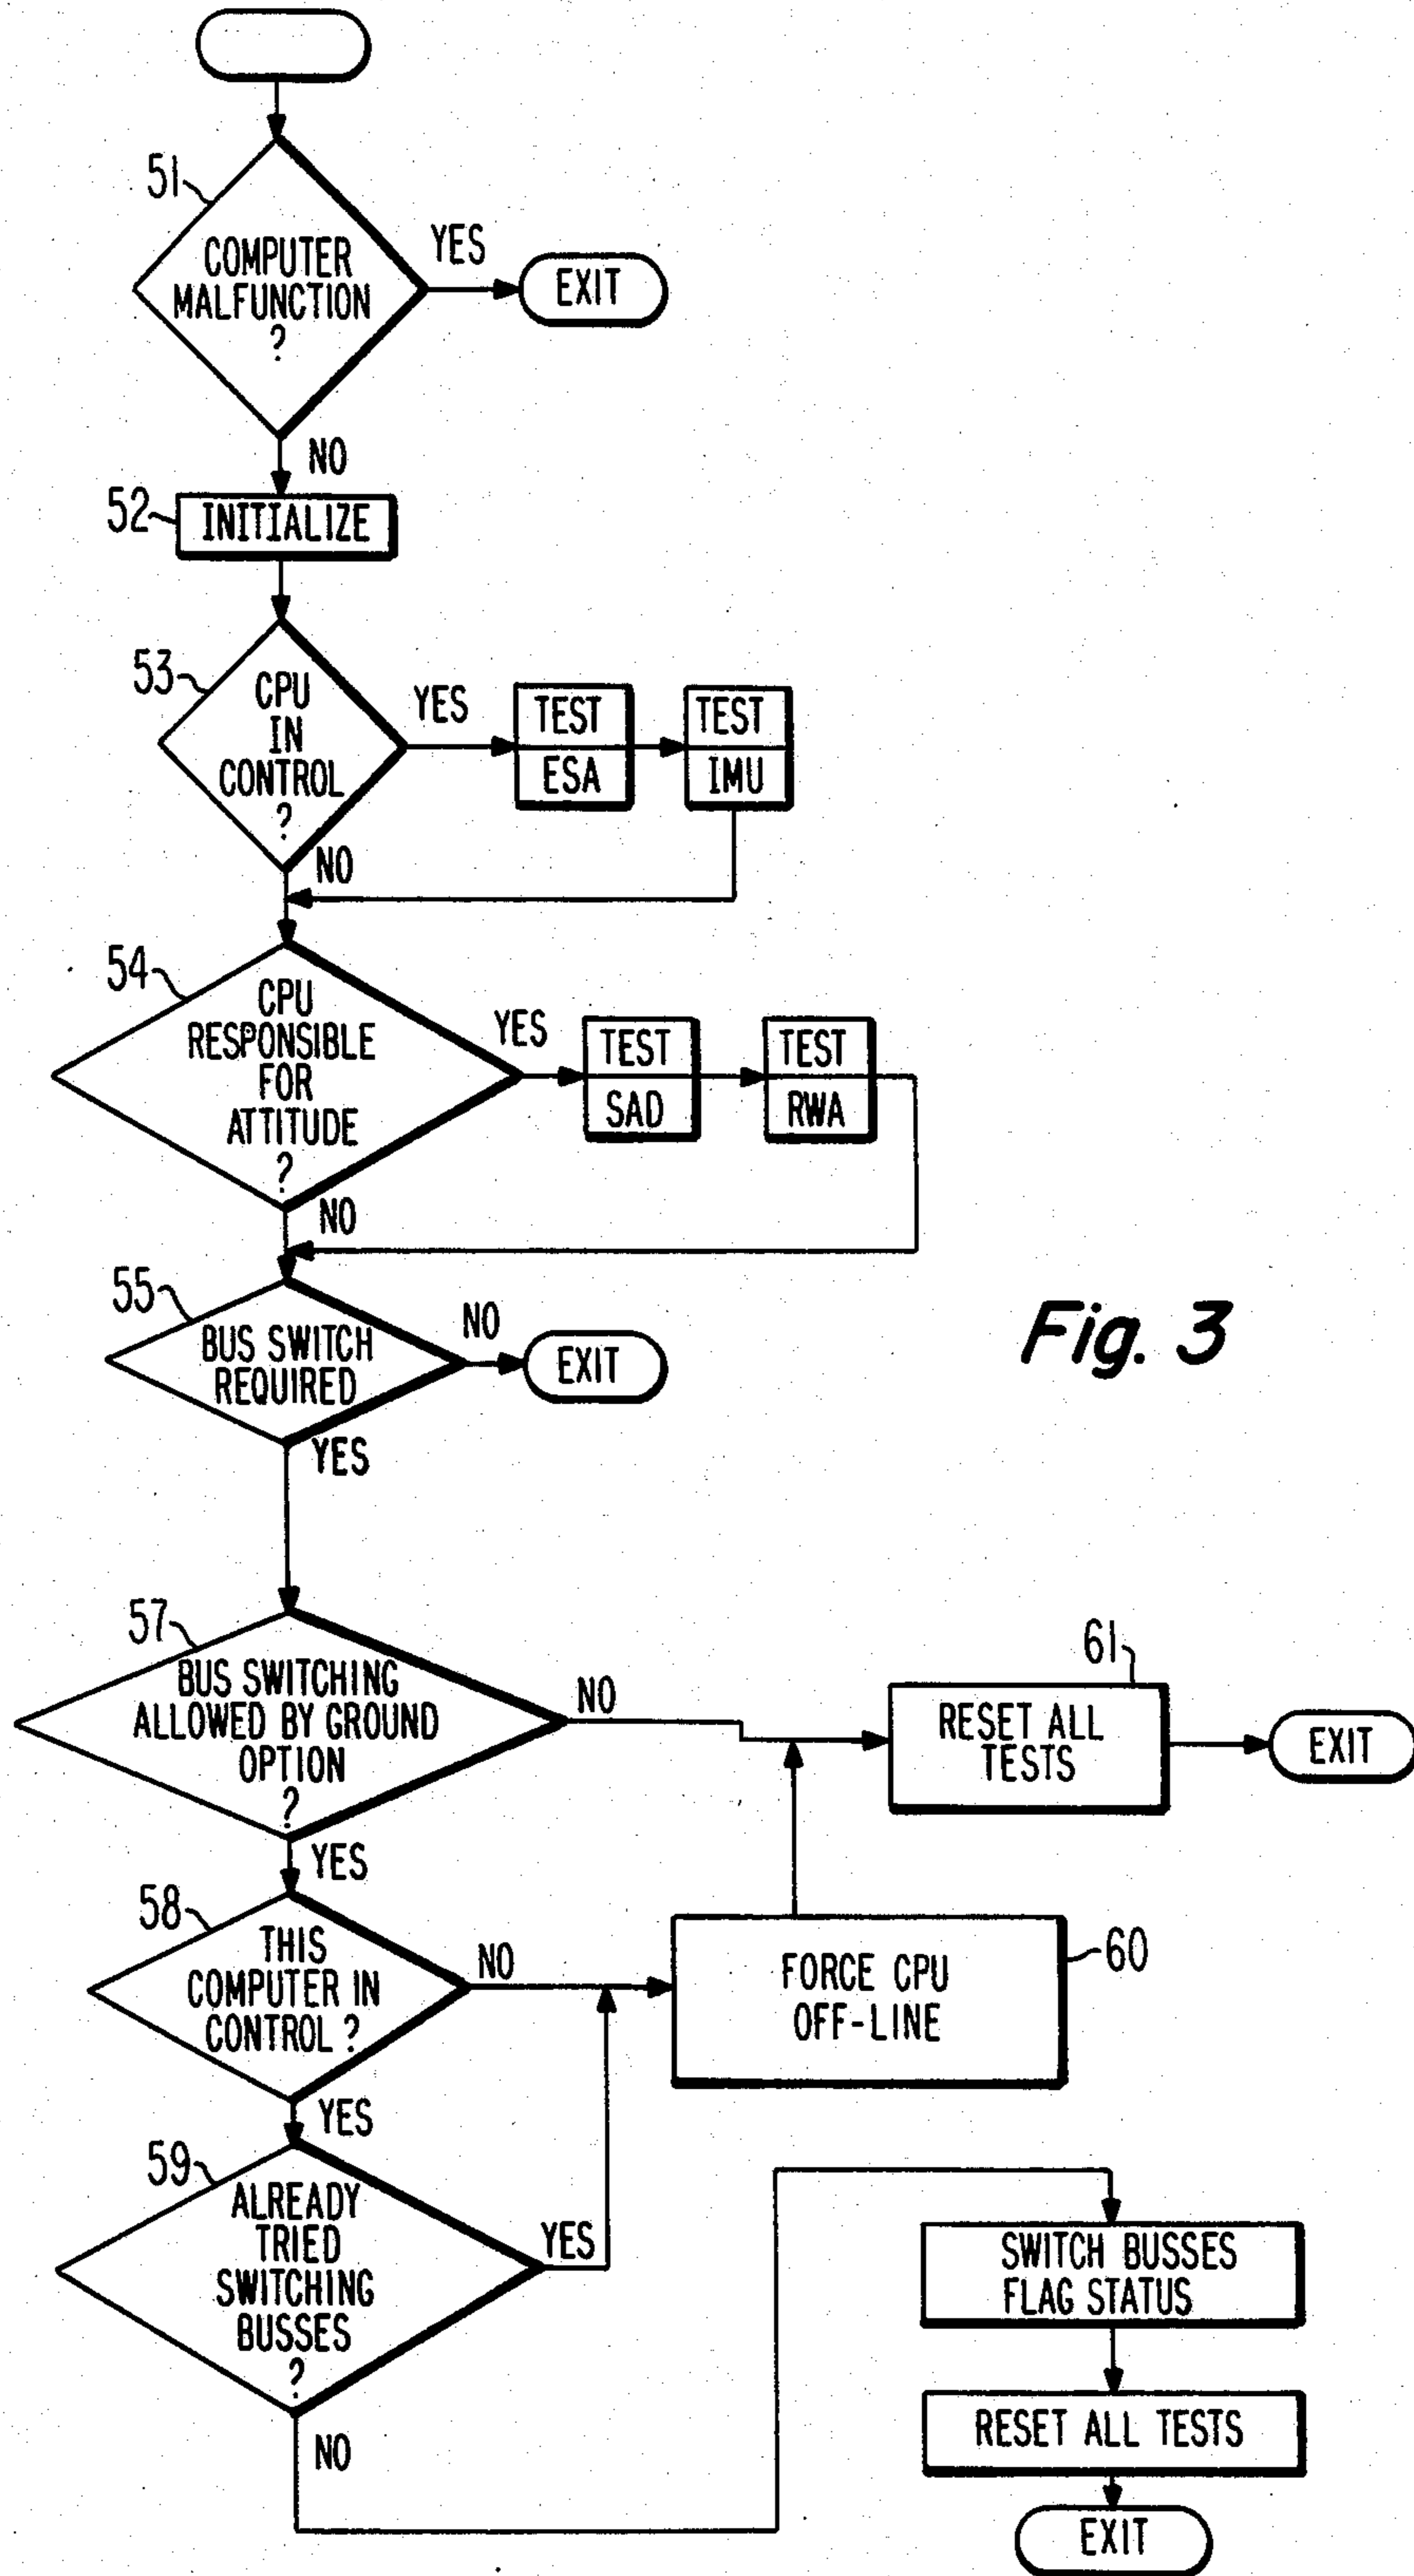 51
COMPUTER
MALFUNCTION
?
YES
EXIT
NO
52
INITIALIZE
53
CPU
IN
CONTROL
?
YES
TEST
ESA
TEST
IMU
NO
54
CPU
RESPONSIBLE
FOR
ATTITUDE
?
YES
TEST
SAD
TEST
RWA
NO
55
BUS SWITCH
REQUIRED
NO
EXIT
YES
Fig. 3
57
BUS SWITCHING
ALLOWED BY GROUND
OPTION
?
NO
61
RESET ALL
TESTS
EXIT
YES
58
THIS
COMPUTER IN
CONTROL ?
NO
FORCE CPU
OFF-LINE
60
YES
59
ALREADY
TRIED
SWITCHING
BUSSES
?
YES
NO
SWITCH BUSSES
FLAG STATUS
RESET ALL TESTS
EXIT